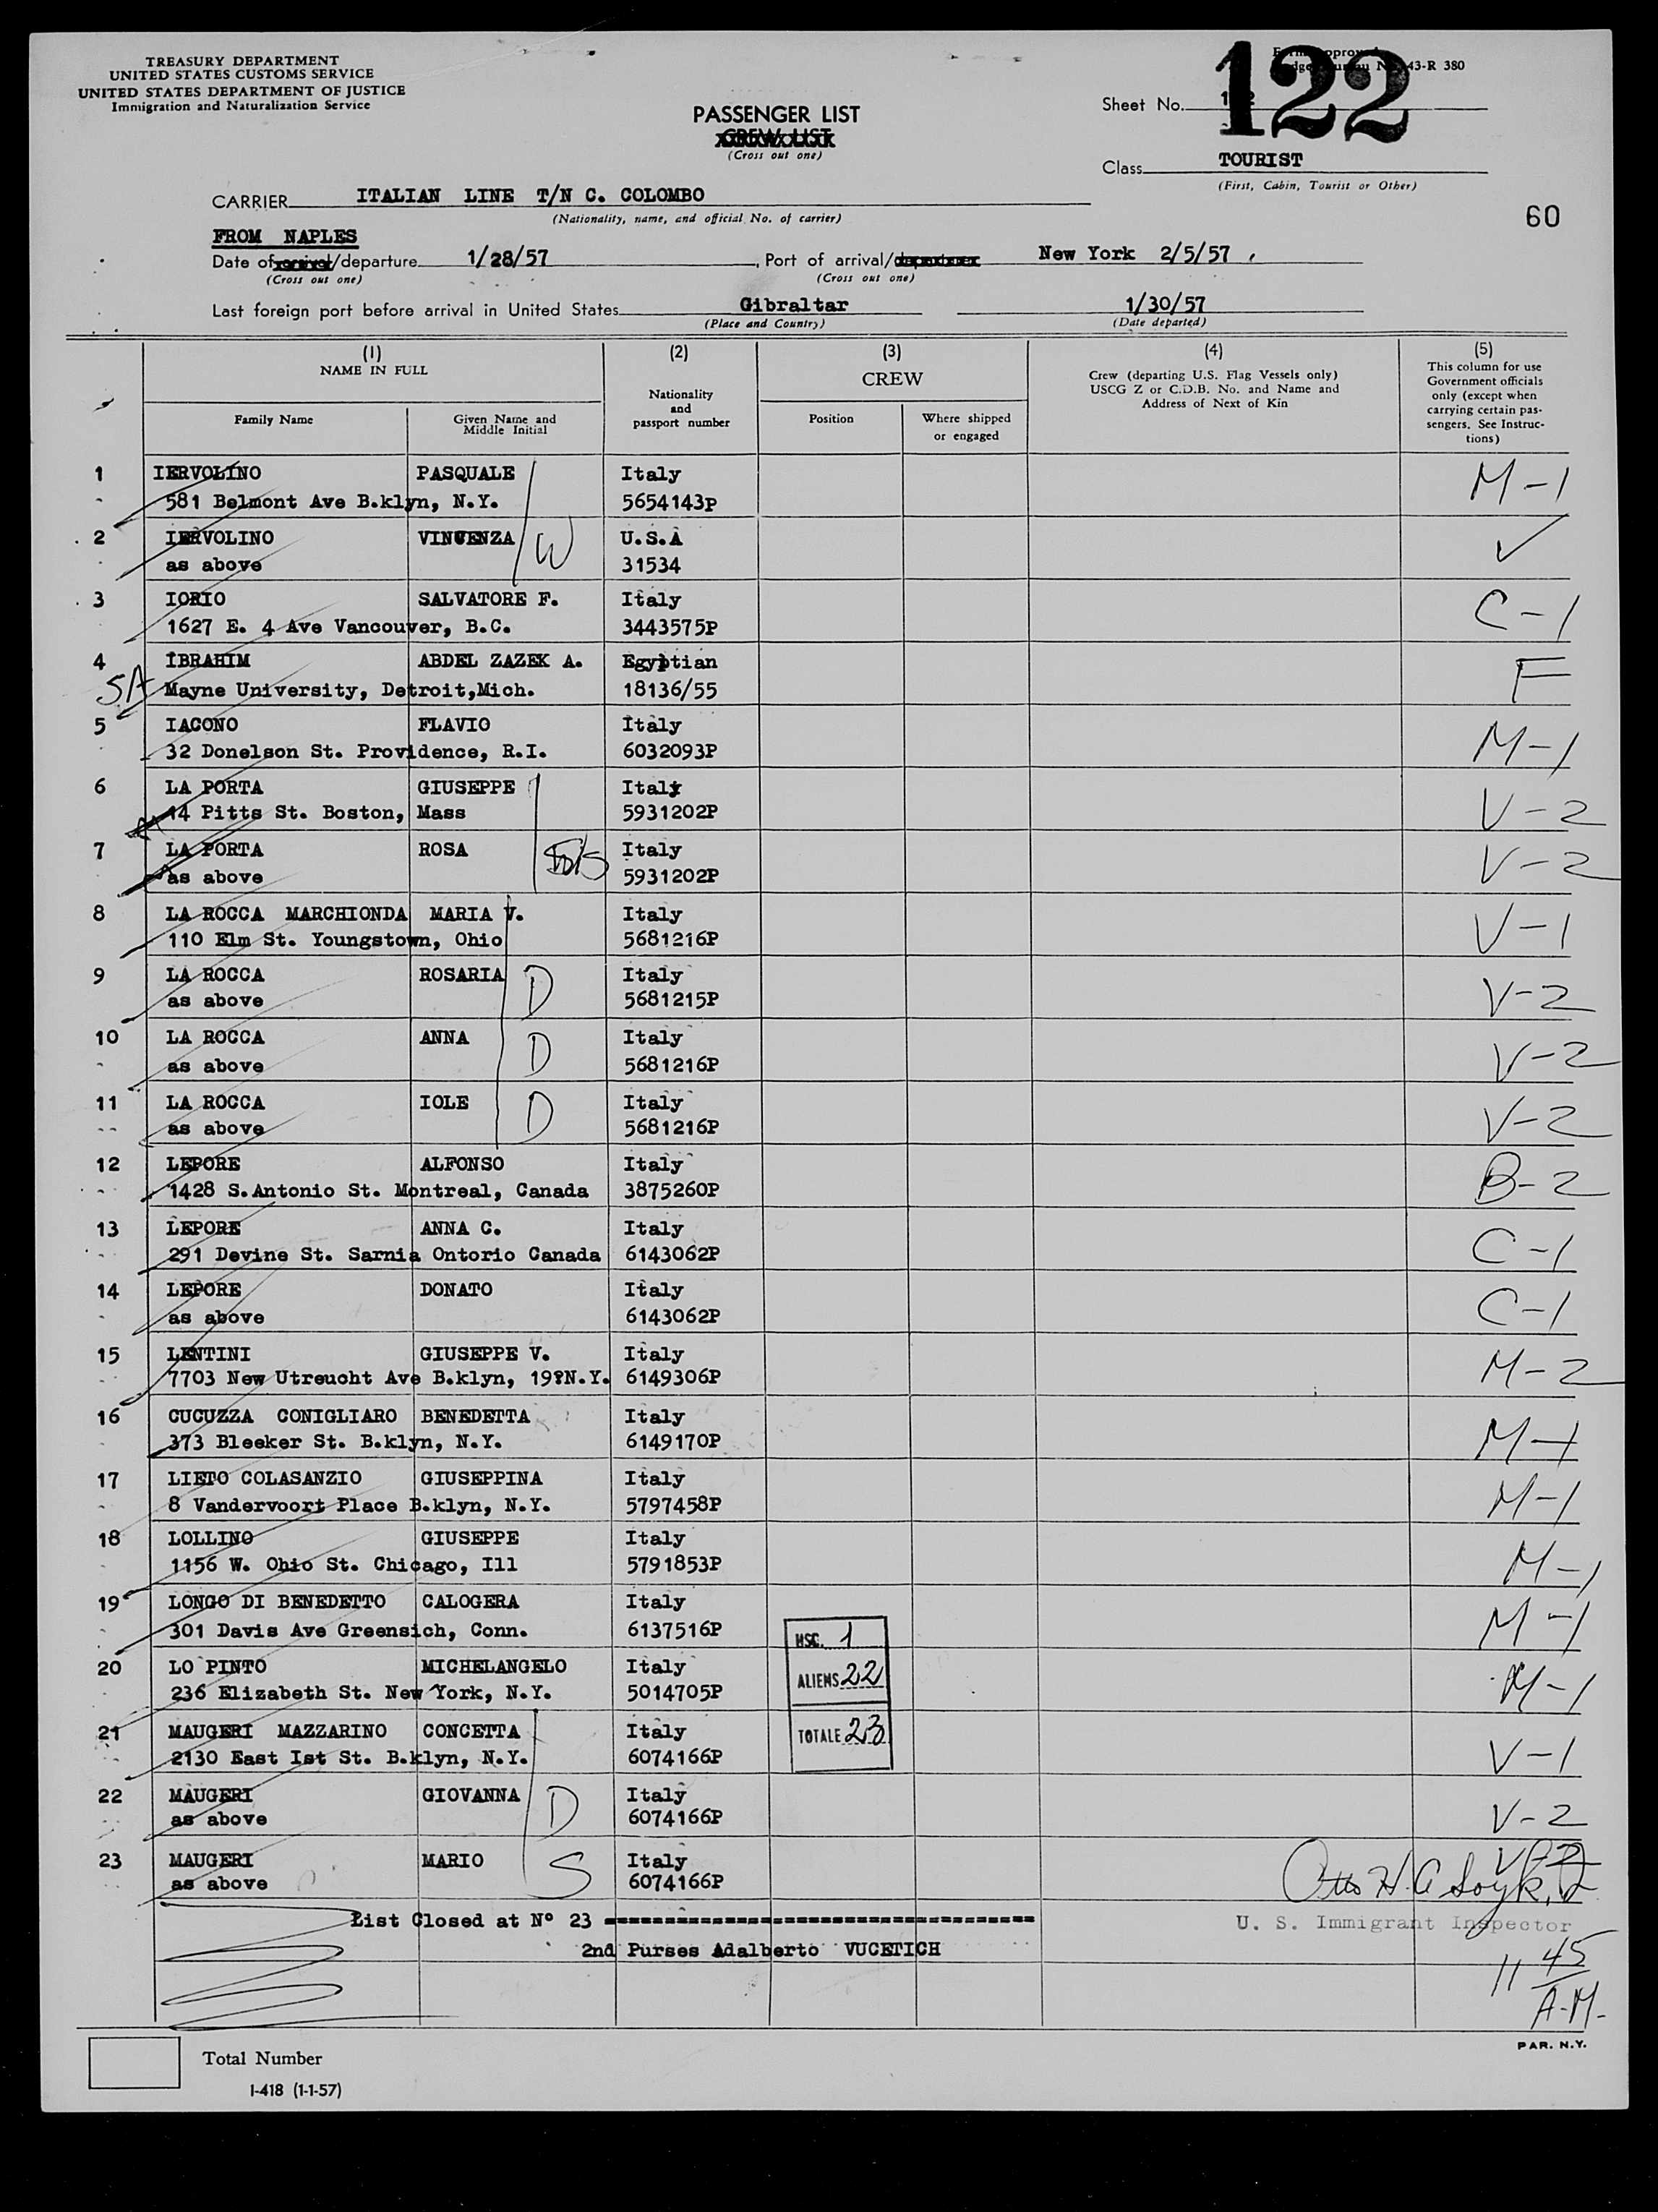 TREASURY DEPARTMENT
UNITED STATES CUSTOMS SERVICE
UNITED STATES DEPARTMENT OF JUSTICE
Immigration and Naturalization Service
PASSENGER LIST
CREW LIST
(Cross out one)
43-R 380
Sheet No. 122
Class TOURIST
(First, Cabin, Tourist or Other)
CARRIER ITALIAN LINE T/N C. COLOMBO
(Nationality, name, and official No. of carrier)
60
FROM NAPLES
Date of arrival/departure 1/28/57, Port of arrival/departure New York 2/5/57
(Cross out one) (Cross out one)
Last foreign port before arrival in United States Gibraltar 1/30/57
(Place and Country) (Date departed)
(1) NAME IN FULL
Family Name
Given Name and Middle Initial
(2) Nationality and passport number
(3) CREW
Position
Where shipped or engaged
(4) Crew (departing U.S. Flag Vessels only) USCG Z or C.D.B. No. and Name and Address of Next of Kin
(5) This column for use Government officials only (except when carrying certain passengers. See Instructions)
1 IERVOLINO PASQUALE Italy M-1
581 Belmont Ave B.klyn, N.Y. 5654143P
2 IERVOLINO VINCENZA W U.S.A ✓
as above 31534
3 IORIO SALVATORE F. Italy C-1
1627 E. 4 Ave Vancouver, B.C. 3443575P
4 IBRAHIM ABDEL ZAZEK A. Egyptian F
SA Mayne University, Detroit,Mich. 18136/55
5 IACONO FLAVIO Italy M-1
32 Donelson St. Providence, R.I. 6032093P
6 LA PORTA GIUSEPPE Italy V-2
14 Pitts St. Boston, Mass 5931202P
7 LA PORTA ROSA Italy V-2
as above 5931202P
8 LA ROCCA MARCHIONDA MARIA V. Italy V-1
110 Elm St. Youngstown, Ohio 5681216P
9 LA ROCCA ROSARIA D Italy V-2
as above 5681215P
10 LA ROCCA ANNA D Italy V-2
as above 5681216P
11 LA ROCCA IOLE D Italy V-2
as above 5681216P
12 LEPORE ALFONSO Italy B-2
1428 S.Antonio St. Montreal, Canada 3875260P
13 LEPORE ANNA C. Italy C-1
291 Devine St. Sarnia Ontorio Canada 6143062P
14 LEPORE DONATO Italy C-1
as above 6143062P
15 LENTINI GIUSEPPE V. Italy M-2
7703 New Utreucht Ave B.klyn, N.Y. 6149306P
16 CUCUZZA CONIGLIARO BENEDETTA Italy M-1
373 Bleeker St. B.klyn, N.Y. 6149170P
17 LIETO COLASANZIO GIUSEPPINA Italy M-1
8 Vandervoort Place B.klyn, N.Y. 5797458P
18 LOLLINO GIUSEPPE Italy M-1
1156 W. Ohio St. Chicago, Ill 5791853P
19 LONGO DI BENEDETTO CALOGERA Italy M-1
301 Davis Ave Greensich, Conn. 6137516P
20 LO PINTO MICHELANGELO Italy M-1
236 Elizabeth St. New York, N.Y. 5014705P
21 MAUGERI MAZZARINO CONCETTA Italy V-1
2130 East Ist St. B.klyn, N.Y. 6074166P
22 MAUGERI GIOVANNA D Italy V-2
as above 6074166P
23 MAUGERI MARIO S Italy V-2
as above 6074166P
HSC. 1
ALIENS 22
TOTALE 23
List Closed at Nº 23
U. S. Immigrant Inspector
2nd Purses Adalberto VUCETICH
11 45 A.M.
Total Number
I-418 (1-1-57)
PAR. N.Y.